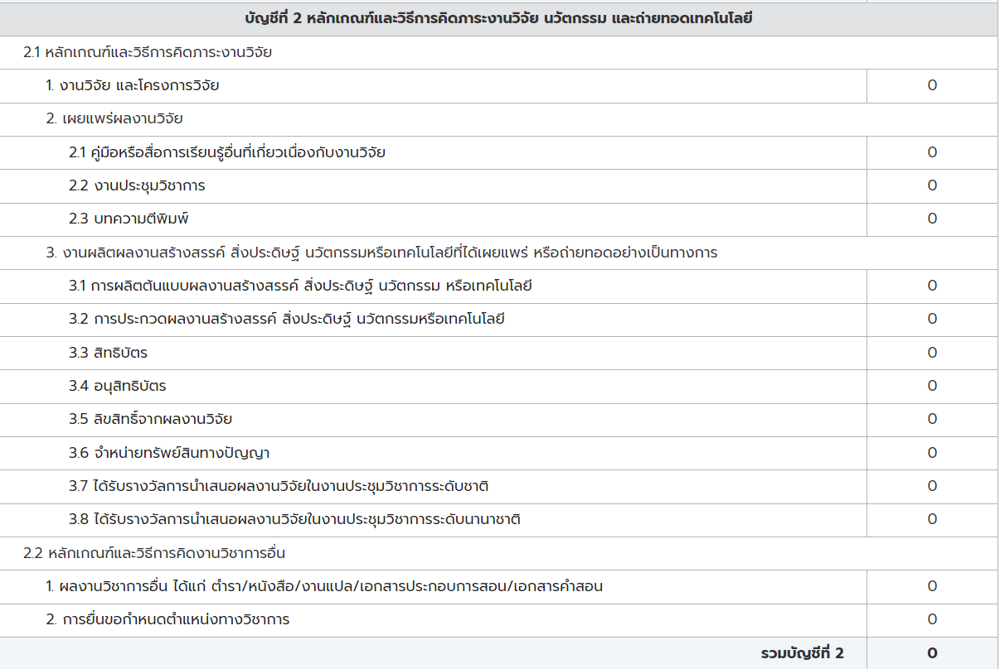 บัญชีที่ 2 หลักเกณฑ์และวิธีการคิดภาระงานวิจัย นวัตกรรม และถ่ายทอดเทคโนโลยี
2.1 หลักเกณฑ์และวิธีการคิดภาระงานวิจัย
1. งานวิจัย และโครงการวิจัย 0
2. เผยแพร่ผลงานวิจัย
2.1 คู่มือหรือสื่อการเรียนรู้อื่นที่เกี่ยวเนื่องกับงานวิจัย 0
2.2 งานประชุมวิชาการ 0
2.3 บทความตีพิมพ์ 0
3. งานผลิตผลงานสร้างสรรค์ สิ่งประดิษฐ์ นวัตกรรมหรือเทคโนโลยีที่ได้เผยแพร่ หรือถ่ายทอดอย่างเป็นทางการ
3.1 การผลิตต้นแบบผลงานสร้างสรรค์ สิ่งประดิษฐ์ นวัตกรรม หรือเทคโนโลยี 0
3.2 การประกวดผลงานสร้างสรรค์ สิ่งประดิษฐ์ นวัตกรรมหรือเทคโนโลยี 0
3.3 สิทธิบัตร 0
3.4 อนุสิทธิบัตร 0
3.5 ลิขสิทธิ์จากผลงานวิจัย 0
3.6 จำหน่ายทรัพย์สินทางปัญญา 0
3.7 ได้รับรางวัลการนำเสนอผลงานวิจัยในงานประชุมวิชาการระดับชาติ 0
3.8 ได้รับรางวัลการนำเสนอผลงานวิจัยในงานประชุมวิชาการระดับนานาชาติ 0
2.2 หลักเกณฑ์และวิธีการคิดงานวิชาการอื่น
1. ผลงานวิชาการอื่น ได้แก่ ตำรา/หนังสือ/งานแปล/เอกสารประกอบการสอน/เอกสารคำสอน 0
2. การยื่นขอกำหนดตำแหน่งทางวิชาการ 0
รวมบัญชีที่ 2 0